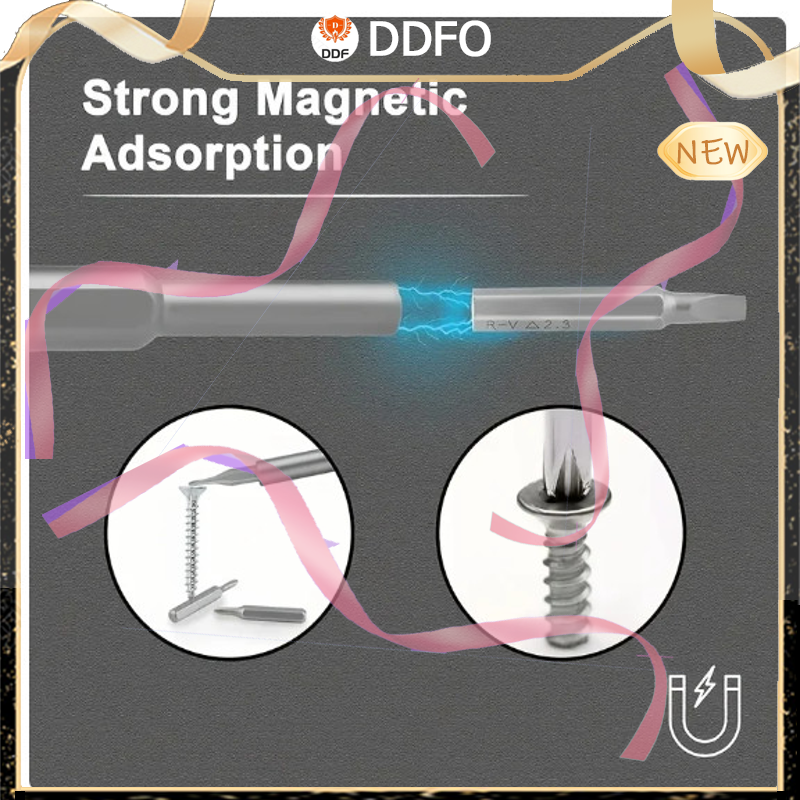 DDF
DDFO
Strong Magnetic
Adsorption
NEW
R-V △2.3